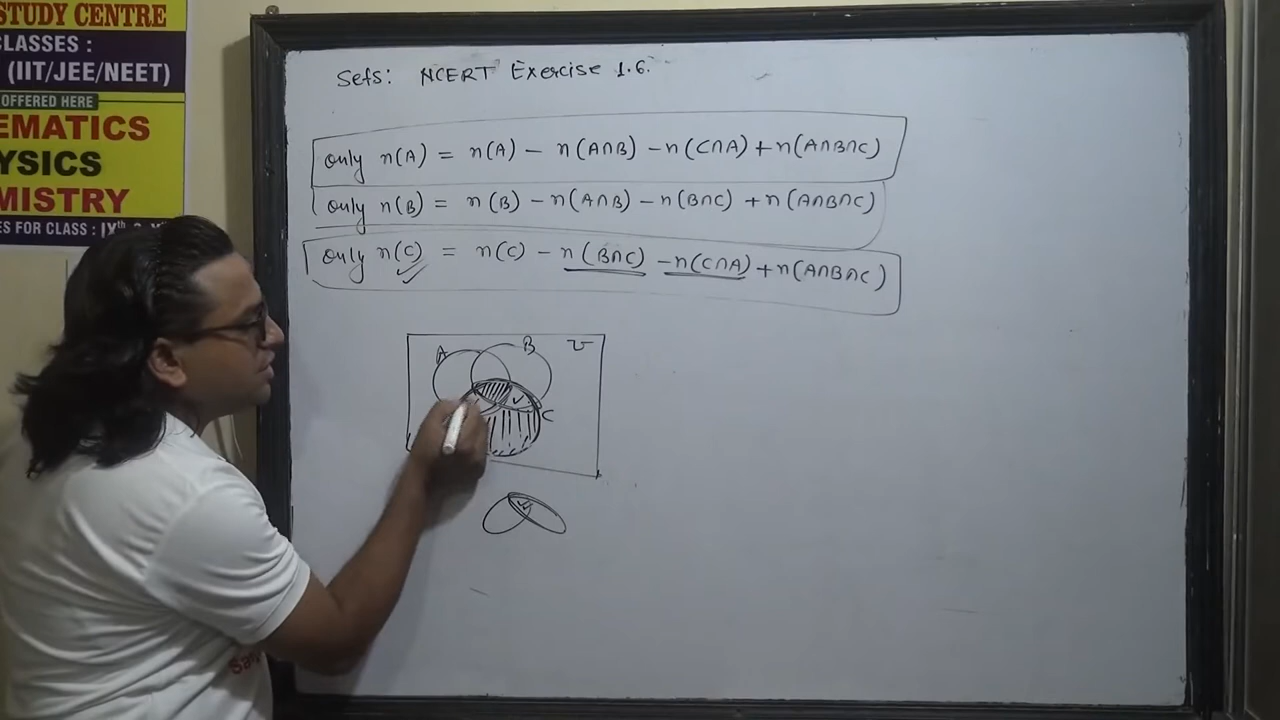 STUDY CENTRE
CLASSES :
(IIT/JEE/NEET)
OFFERED HERE
EMATICS
YSICS
MISTRY
ES FOR CLASS : IXth
Sets: NCERT Exercise 1.6.
only n(A) = n(A) - n(A∩B) - n(C∩A) + n(A∩B∩C)
only n(B) = n(B) - n(A∩B) - n(B∩C) + n(A∩B∩C)
only n(C) = n(C) - n(B∩C) - n(C∩A) + n(A∩B∩C)
A B U
C